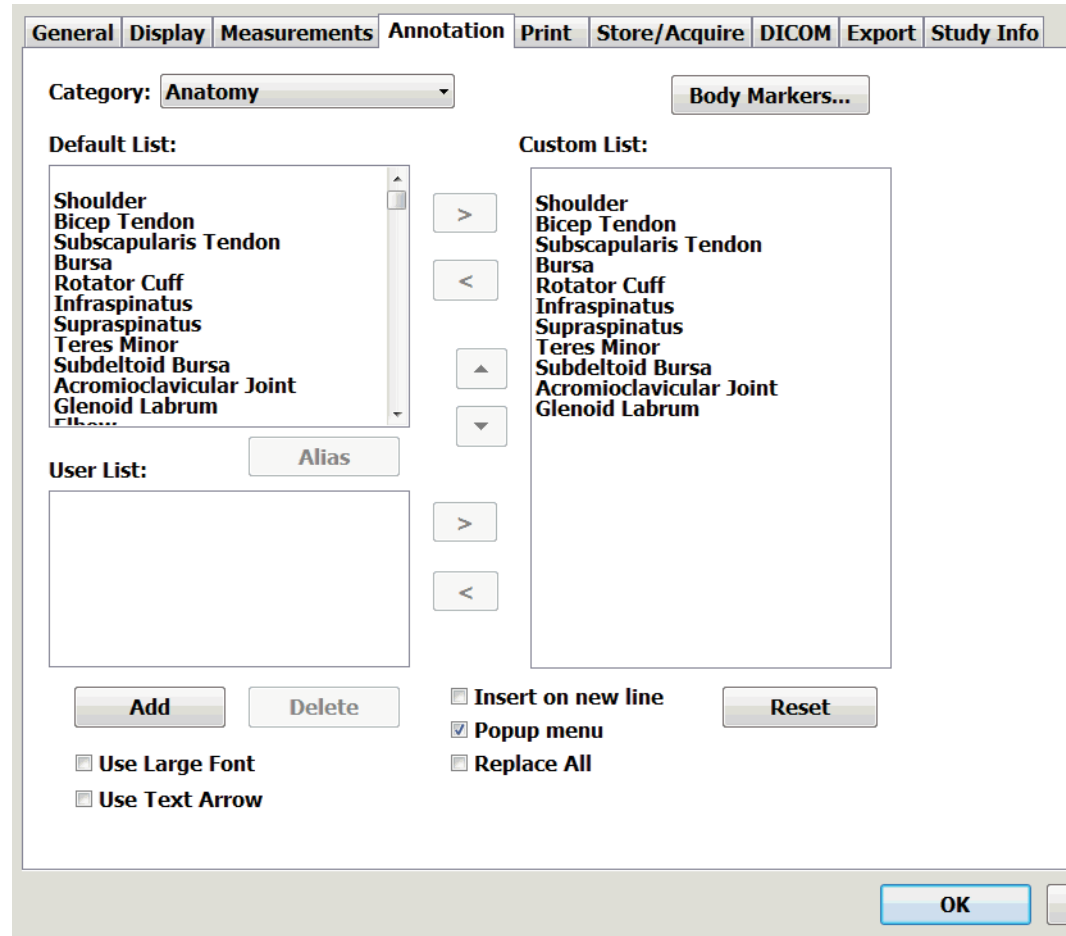 General Display Measurements Annotation Print Store/Acquire DICOM Export Study Info
Category: Anatomy
Body Markers...
Default List:
Custom List:
Shoulder
Bicep Tendon
Subscapularis Tendon
Bursa
Rotator Cuff
Infraspinatus
Supraspinatus
Teres Minor
Subdeltoid Bursa
Acromioclavicular Joint
Glenoid Labrum
Elbow
>
<
Shoulder
Bicep Tendon
Subscapularis Tendon
Bursa
Rotator Cuff
Infraspinatus
Supraspinatus
Teres Minor
Subdeltoid Bursa
Acromioclavicular Joint
Glenoid Labrum
Alias
User List:
>
<
Add
Delete
Insert on new line
Popup menu
Replace All
Reset
Use Large Font
Use Text Arrow
OK